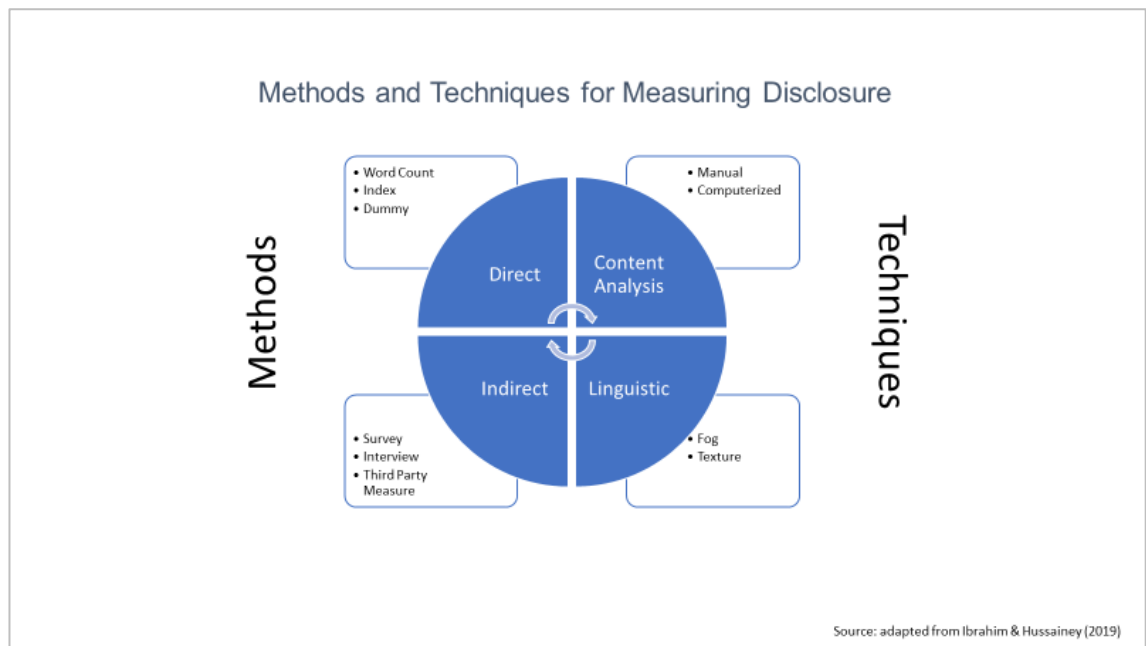 Methods and Techniques for Measuring Disclosure
• Word Count
• Index
• Dummy
• Manual
• Computerized
Methods
Techniques
Direct
Content
Analysis
Indirect
Linguistic
• Survey
• Interview
• Third Party
Measure
• Fog
• Texture
Source: adapted from Ibrahim & Hussainey (2019)